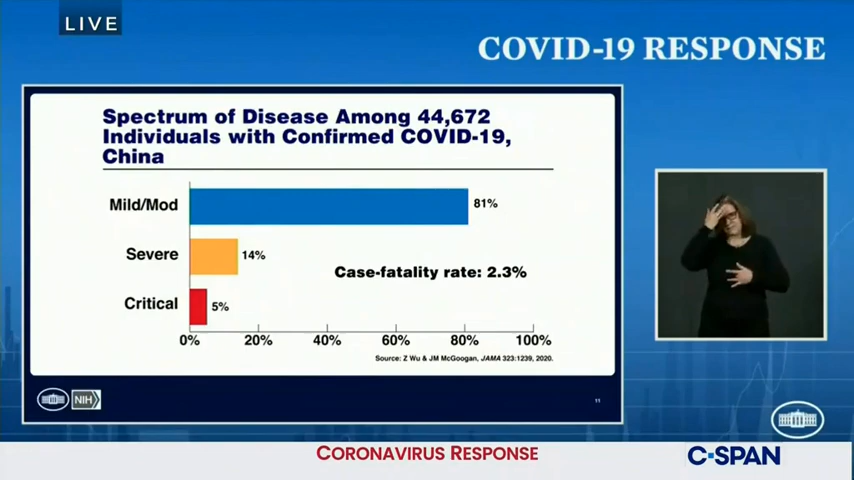 LIVE
COVID-19 RESPONSE
Spectrum of Disease Among 44,672
Individuals with Confirmed COVID-19,
China
Mild/Mod
81%
Severe
14%
Case-fatality rate: 2.3%
Critical
5%
0% 20% 40% 60% 80% 100%
Source: Z Wu & JM McGoogan, JAMA 323:1239, 2020.
NIH
11
CORONAVIRUS RESPONSE
C-SPAN